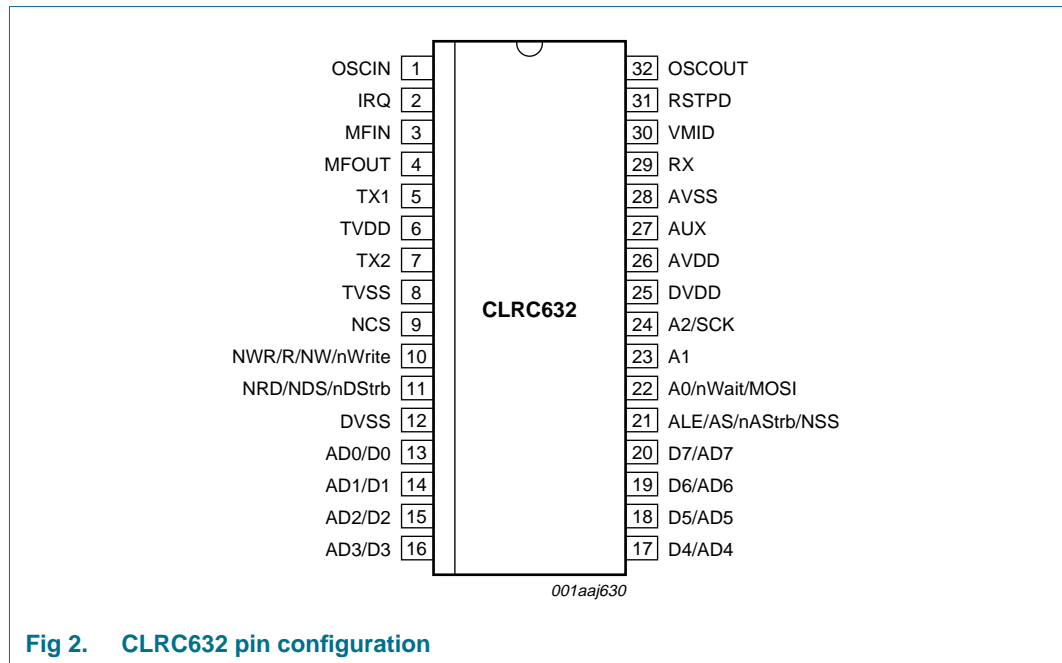 OSCIN 1
IRQ 2
MFIN 3
MFOUT 4
TX1 5
TVDD 6
TX2 7
TVSS 8
NCS 9
NWR/R/NW/nWrite 10
NRD/NDS/nDStrb 11
DVSS 12
AD0/D0 13
AD1/D1 14
AD2/D2 15
AD3/D3 16
CLRC632
32 OSCOUT
31 RSTPD
30 VMID
29 RX
28 AVSS
27 AUX
26 AVDD
25 DVDD
24 A2/SCK
23 A1
22 A0/nWait/MOSI
21 ALE/AS/nAStrb/NSS
20 D7/AD7
19 D6/AD6
18 D5/AD5
17 D4/AD4
001aaj630
Fig 2. CLRC632 pin configuration